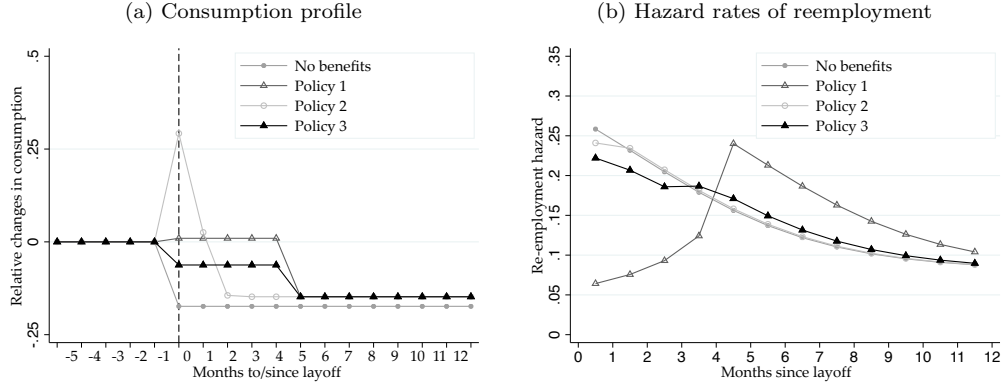 (a) Consumption profile
Relative changes in consumption
.5
.25
0
-.25
No benefits
Policy 1
Policy 2
Policy 3
-5 -4 -3 -2 -1 0 1 2 3 4 5 6 7 8 9 10 11 12
Months to/since layoff
(b) Hazard rates of reemployment
Re-employment hazard
.35
.3
.25
.2
.15
.1
.05
0
No benefits
Policy 1
Policy 2
Policy 3
0 1 2 3 4 5 6 7 8 9 10 11 12
Months since layoff